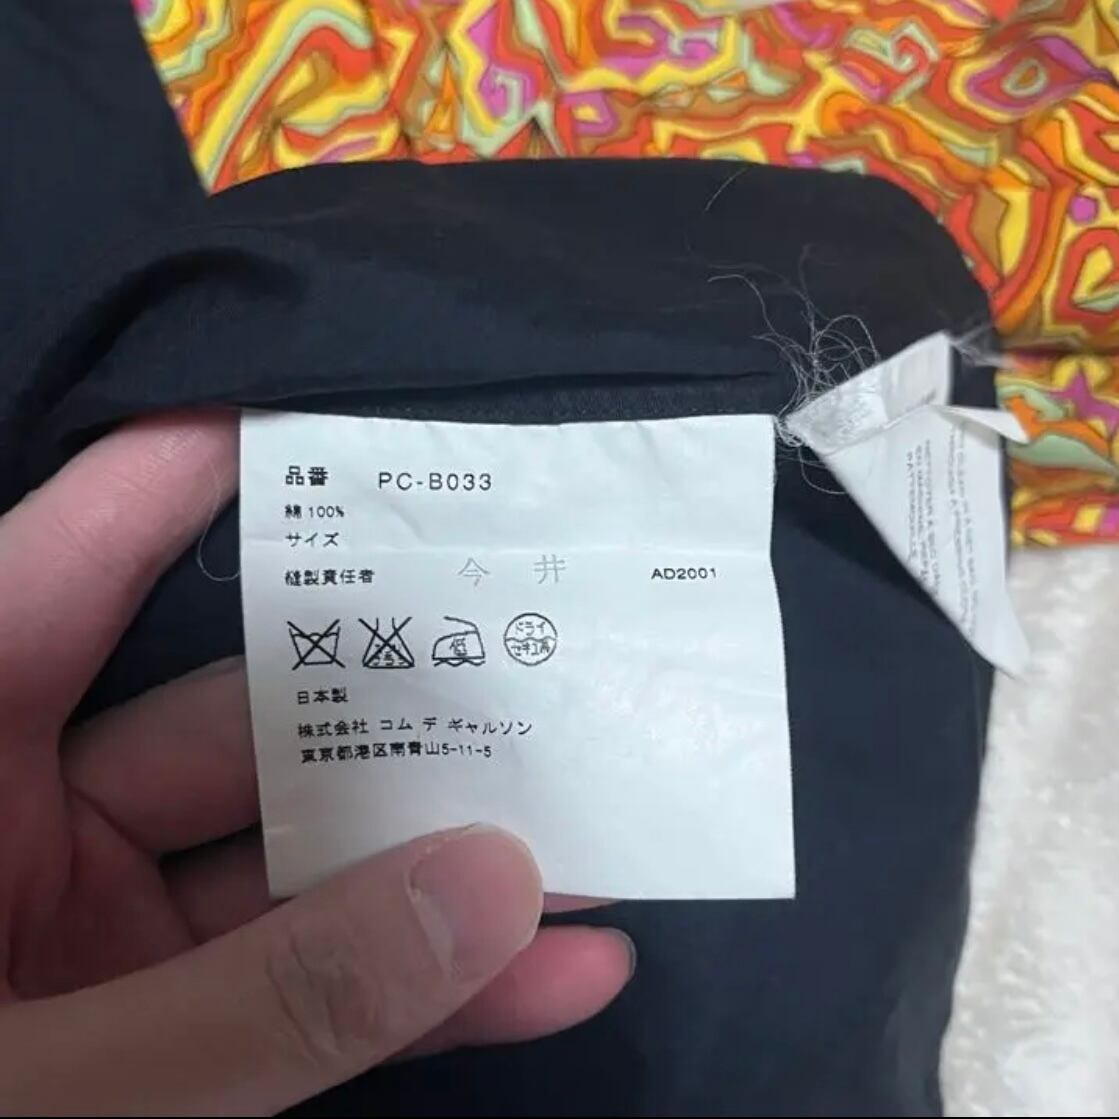 品番 PC-B033
綿 100%
サイズ
縫製責任者 今井 AD2001
ドライ
セキユ系
低
日本製
株式会社 コム デ ギャルソン
東京都港区南青山5-11-5